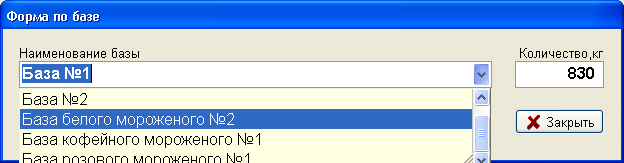 Форма по базе
Наименование базы
Количество,кг
База №1
830
База №2
База белого мороженого №2
База кофейного мороженого №1
База розового мороженого №1
Закрыть